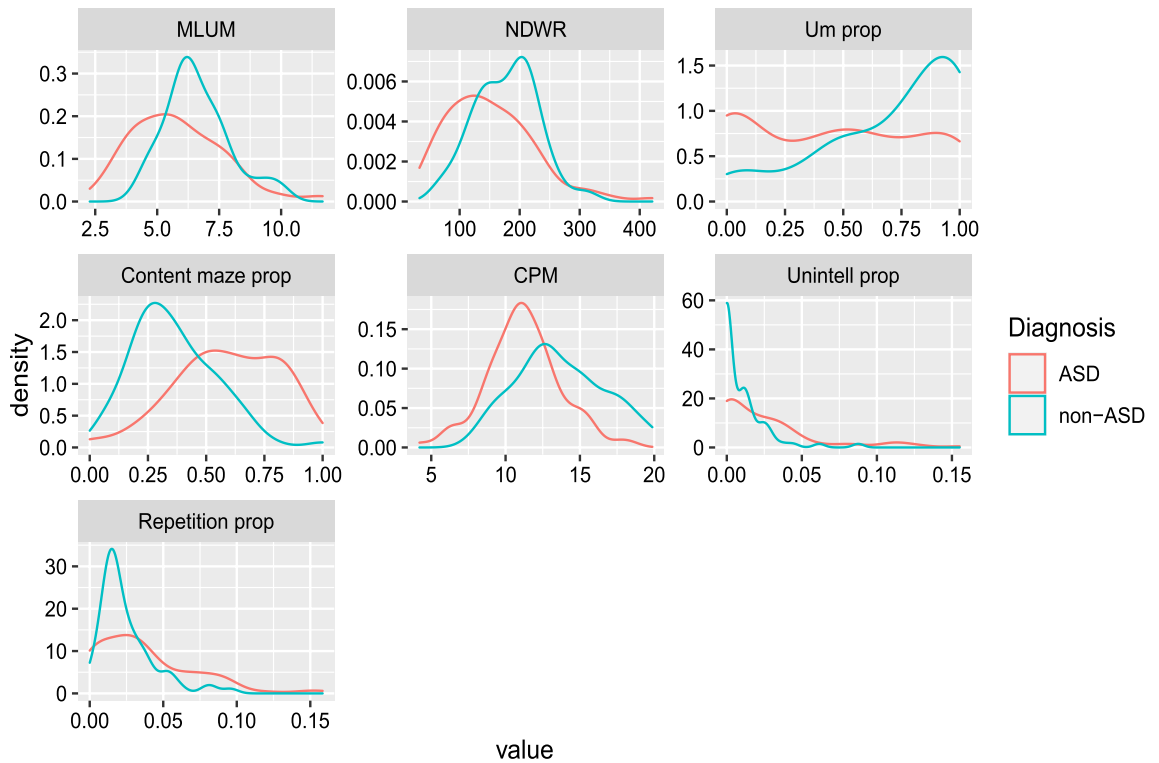 MLUM
NDWR
Um prop
0.3
0.2
0.1
0.0
0.006
0.004
0.002
0.000
1.5
1.0
0.5
0.0
2.5 5.0 7.5 10.0
100 200 300 400
0.00 0.25 0.50 0.75 1.00
Content maze prop
CPM
Unintell prop
2.0
1.5
1.0
0.5
0.0
0.15
0.10
0.05
0.00
60
40
20
0
0.00 0.25 0.50 0.75 1.00
5 10 15 20
0.00 0.05 0.10 0.15
density
Diagnosis
ASD
non−ASD
Repetition prop
30
20
10
0
0.00 0.05 0.10 0.15
value